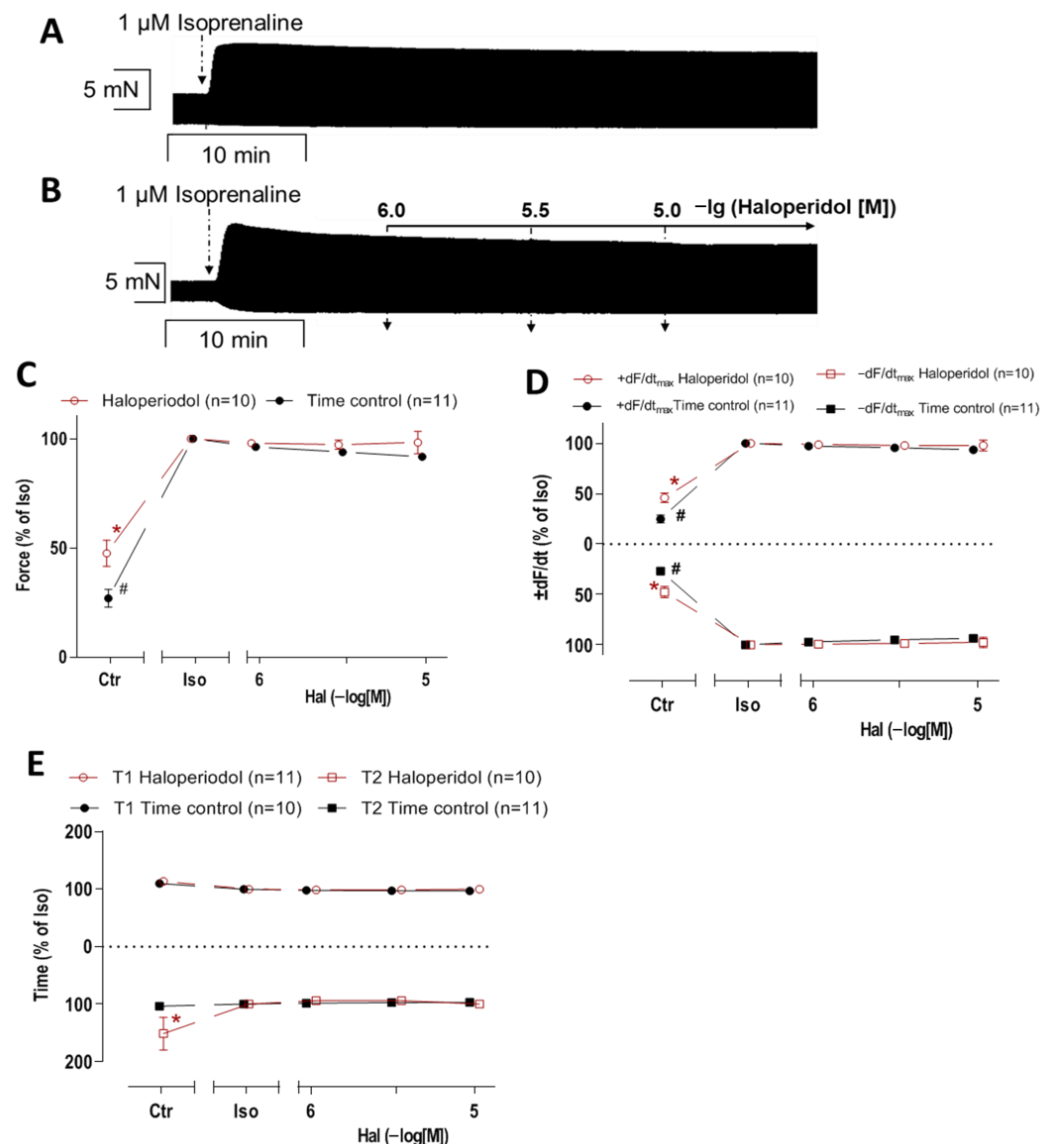 A
1 µM Isoprenaline
5 mN
10 min
B
1 µM Isoprenaline
6.0 5.5 5.0 −lg (Haloperidol [M])
5 mN
10 min
C
Haloperiodol (n=10) Time control (n=11)
Force (% of Iso)
100
50
0
*
#
Ctr Iso 6 5
Hal (−log[M])
D
+dF/dtmax Haloperidol (n=10) −dF/dtmax Haloperidol (n=10)
+dF/dtmax Time control (n=11) −dF/dtmax Time control (n=11)
±dF/dt (% of Iso)
100
50
0
50
100
*
#
#
*
Ctr Iso 6 5
Hal (−log[M])
E
T1 Haloperiodol (n=11) T2 Haloperidol (n=10)
T1 Time control (n=10) T2 Time control (n=11)
Time (% of Iso)
200
100
0
100
200
*
Ctr Iso 6 5
Hal (−log[M])